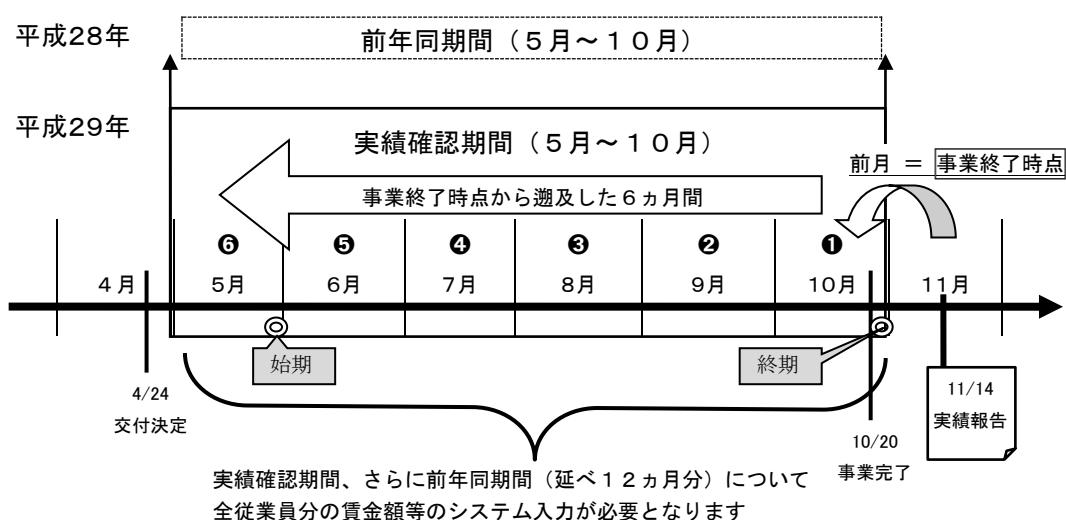 平成28年
前年同期間（５月～１０月）
平成29年
実績確認期間（５月～１０月）
前月 ＝ 事業終了時点
事業終了時点から遡及した６ヵ月間
❻ ❺ ❹ ❸ ❷ ❶
４月 ５月 ６月 ７月 ８月 ９月 １０月 １１月
始期 終期
4/24
交付決定
11/14
実績報告
10/20
事業完了
実績確認期間、さらに前年同期間（延べ１２ヵ月分）について
全従業員分の賃金額等のシステム入力が必要となります